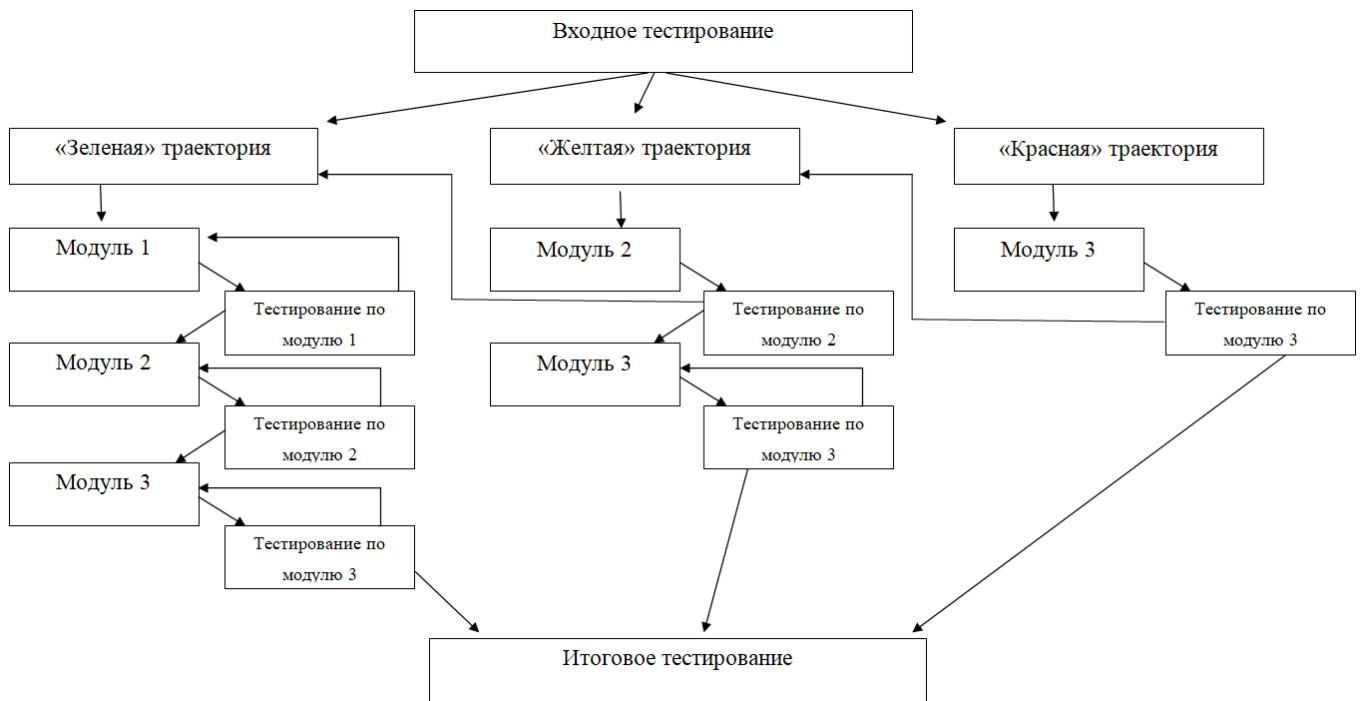 Входное тестирование
«Зеленая» траектория
«Желтая» траектория
«Красная» траектория
Модуль 1
Модуль 2
Модуль 3
Тестирование по
модулю 1
Тестирование по
модулю 2
Тестирование по
модулю 3
Модуль 2
Модуль 3
Тестирование по
модулю 2
Тестирование по
модулю 3
Модуль 3
Тестирование по
модулю 3
Итоговое тестирование